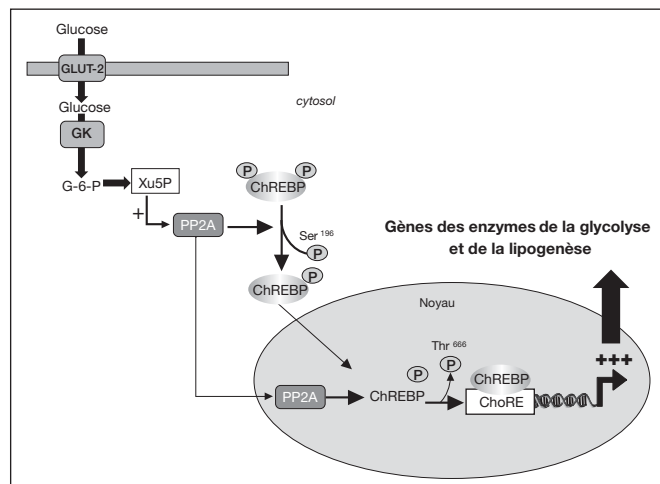 Glucose
GLUT-2
Glucose
cytosol
GK
G-6-P
Xu5P
P
P
ChREBP
+
PP2A
Ser 196
P
Gènes des enzymes de la glycolyse
et de la lipogenèse
P
ChREBP
Noyau
Thr 666
P
P
+++
PP2A
ChREBP
ChREBP
ChoRE